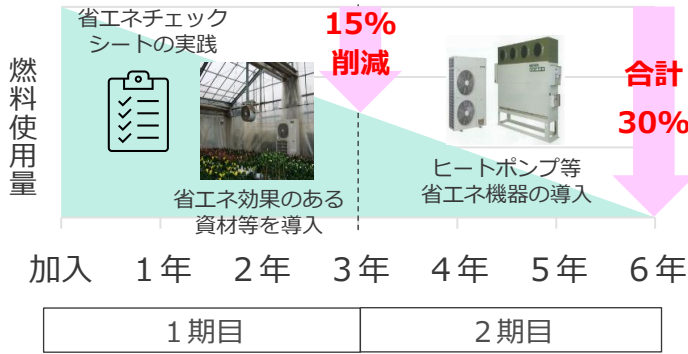 省エネチェック
シートの実践
15%
削減
合計
30%
燃料使用量
省エネ効果のある
資材等を導入
ヒートポンプ等
省エネ機器の導入
加入 1年 2年 3年 4年 5年 6年
1期目 2期目